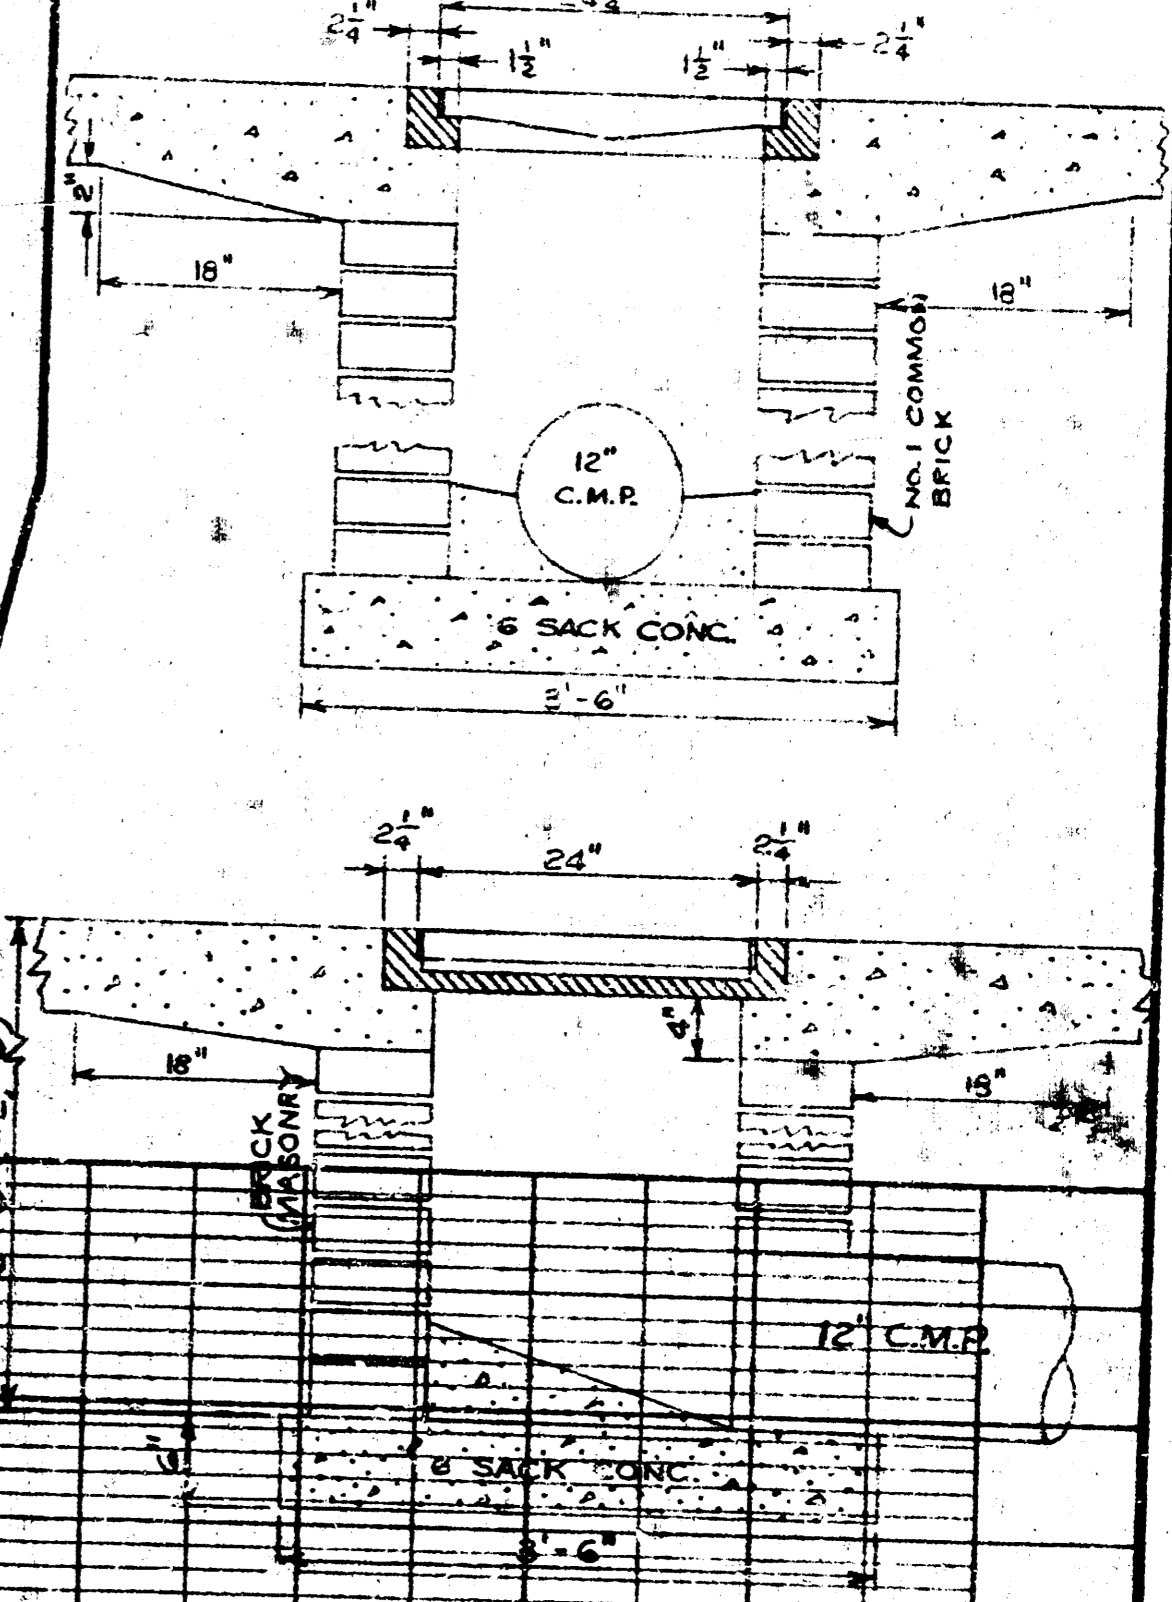 2 1/4"
2 1/4"
1 1/2"
1 1/2"
2"
18"
18"
NO. 1 COMMON
BRICK
12"
C.M.P.
6 SACK CONC.
'-6"
2 1/4"
24"
2 1/4"
4"
18"
18"
BRICK
MASONRY
12" C.M.P.
6"
SACK CONC.
'-6"